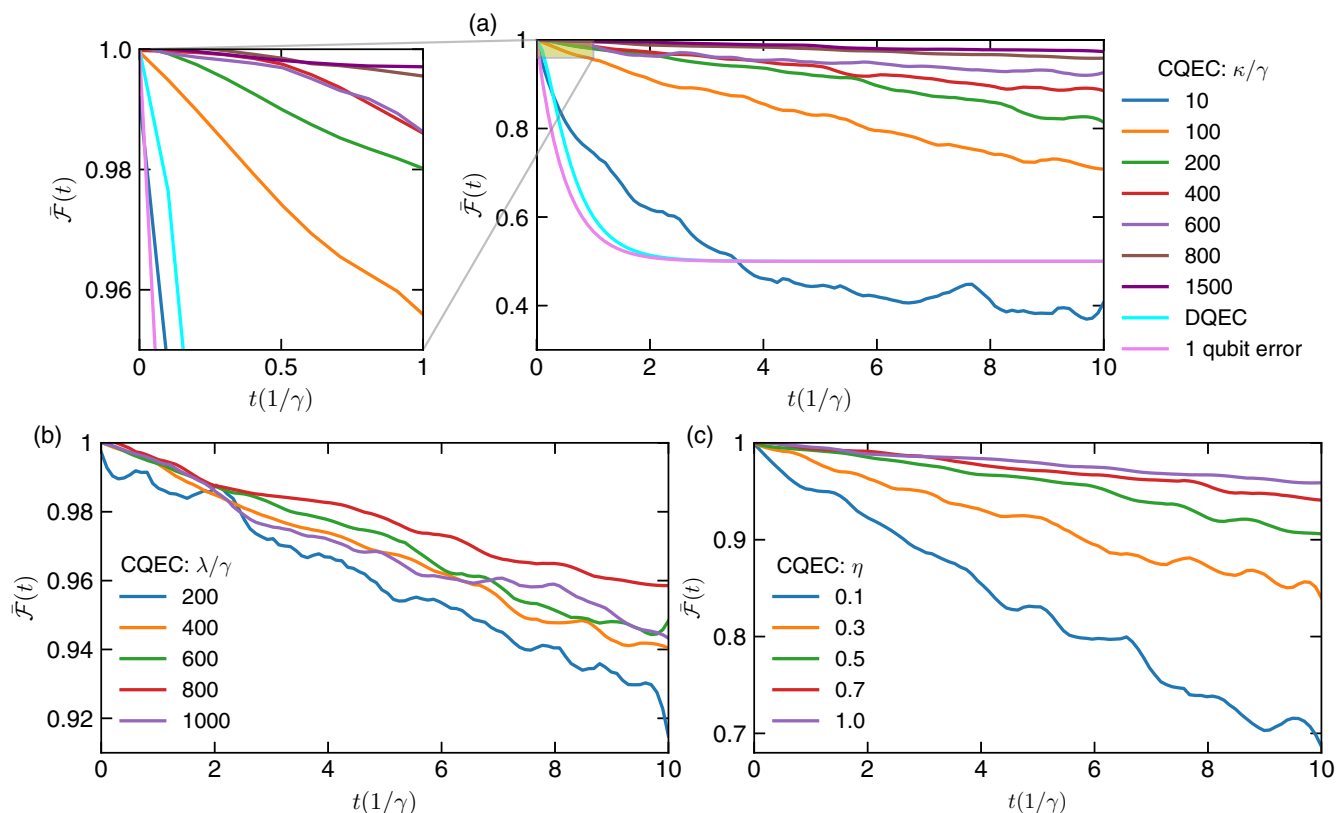 (a)
1.0
0.98
0.96
F̄(t)
0 0.5 1
t(1/γ)
1
0.8
0.6
0.4
F̄(t)
0 2 4 6 8 10
t(1/γ)
CQEC: κ/γ
10
100
200
400
600
800
1500
DQEC
1 qubit error
(b)
1
0.98
0.96
0.94
0.92
F̄(t)
CQEC: λ/γ
200
400
600
800
1000
0 2 4 6 8 10
t(1/γ)
(c)
1
0.9
0.8
0.7
F̄(t)
CQEC: η
0.1
0.3
0.5
0.7
1.0
0 2 4 6 8 10
t(1/γ)